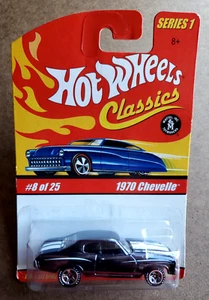 SERIES 1
8+
Hot Wheels
Classics
#8 of 25
1970 Chevelle